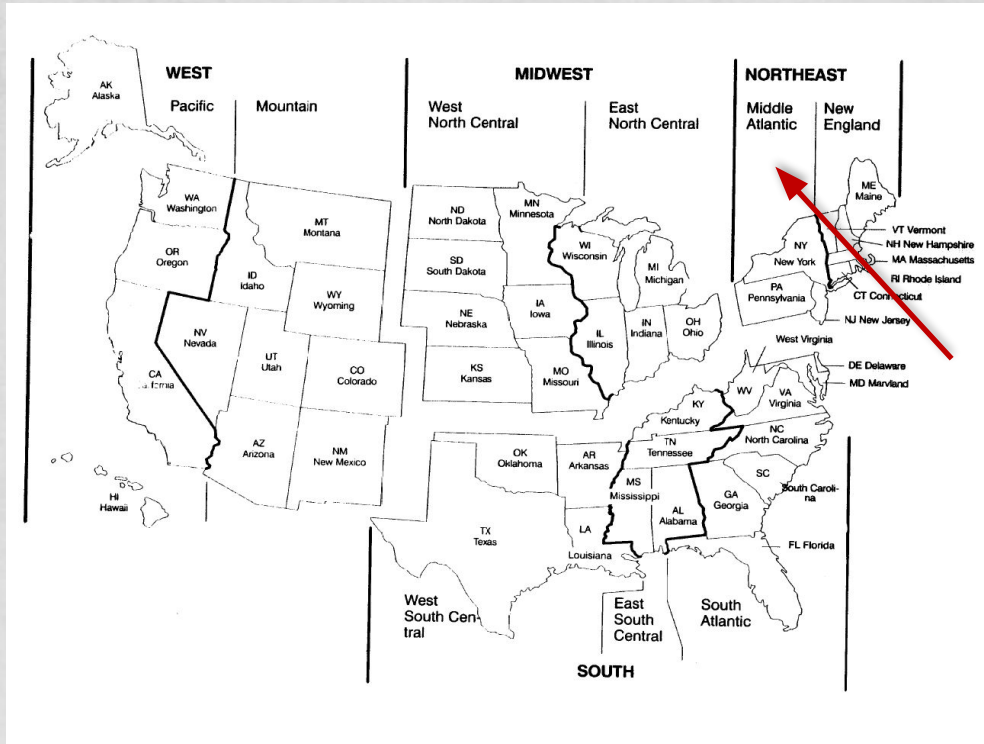 WEST
MIDWEST
NORTHEAST
Pacific
Mountain
West
North Central
East
North Central
Middle
Atlantic
New
England
AK
Alaska
WA
Washington
OR
Oregon
CA
NV
Nevada
ID
Idaho
MT
Montana
WY
Wyoming
UT
Utah
CO
Colorado
AZ
Arizona
NM
New Mexico
HI
Hawaii
ND
North Dakota
SD
South Dakota
NE
Nebraska
KS
Kansas
MN
Minnesota
IA
Iowa
MO
Missouri
WI
Wisconsin
MI
Michigan
IL
Illinois
IN
Indiana
OH
Ohio
NY
New York
PA
Pennsylvania
ME
Maine
VT Vermont
NH New Hampshire
MA Massachusetts
RI Rhode Island
CT Connecticut
NJ New Jersey
West Virginia
DE Delaware
MD Maryland
WV
VA
Virginia
KY
Kentucky
TN
Tennessee
NC
North Carolina
SC
South Caroli-
na
OK
Oklahoma
AR
Arkansas
MS
Mississippi
AL
Alabama
GA
Georgia
TX
Texas
LA
Louisiana
FL Florida
West
South Cen-
tral
East
South
Central
South
Atlantic
SOUTH